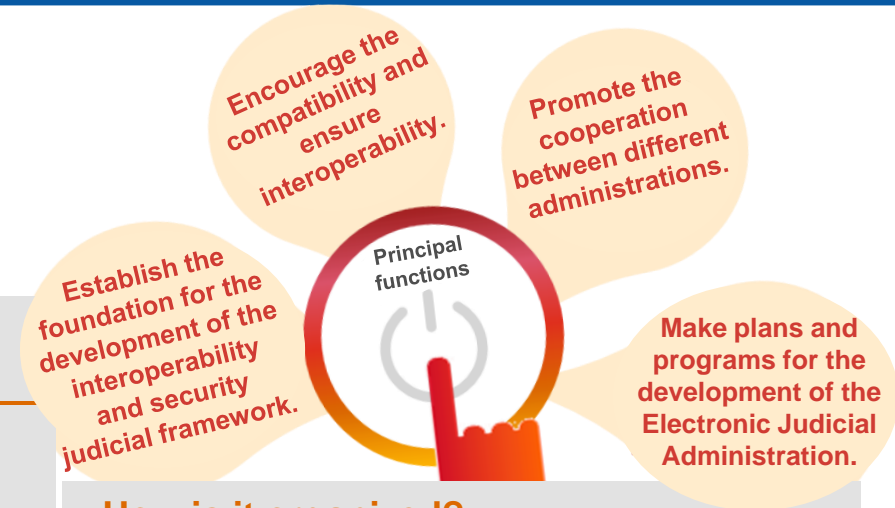 Encourage the
compatibility and
ensure
interoperability.
Promote the
cooperation
between different
administrations.
Principal
functions
Establish the
foundation for the
development of the
interoperability
and security
judicial framework.
Make plans and
programs for the
development of the
Electronic Judicial
Administration.